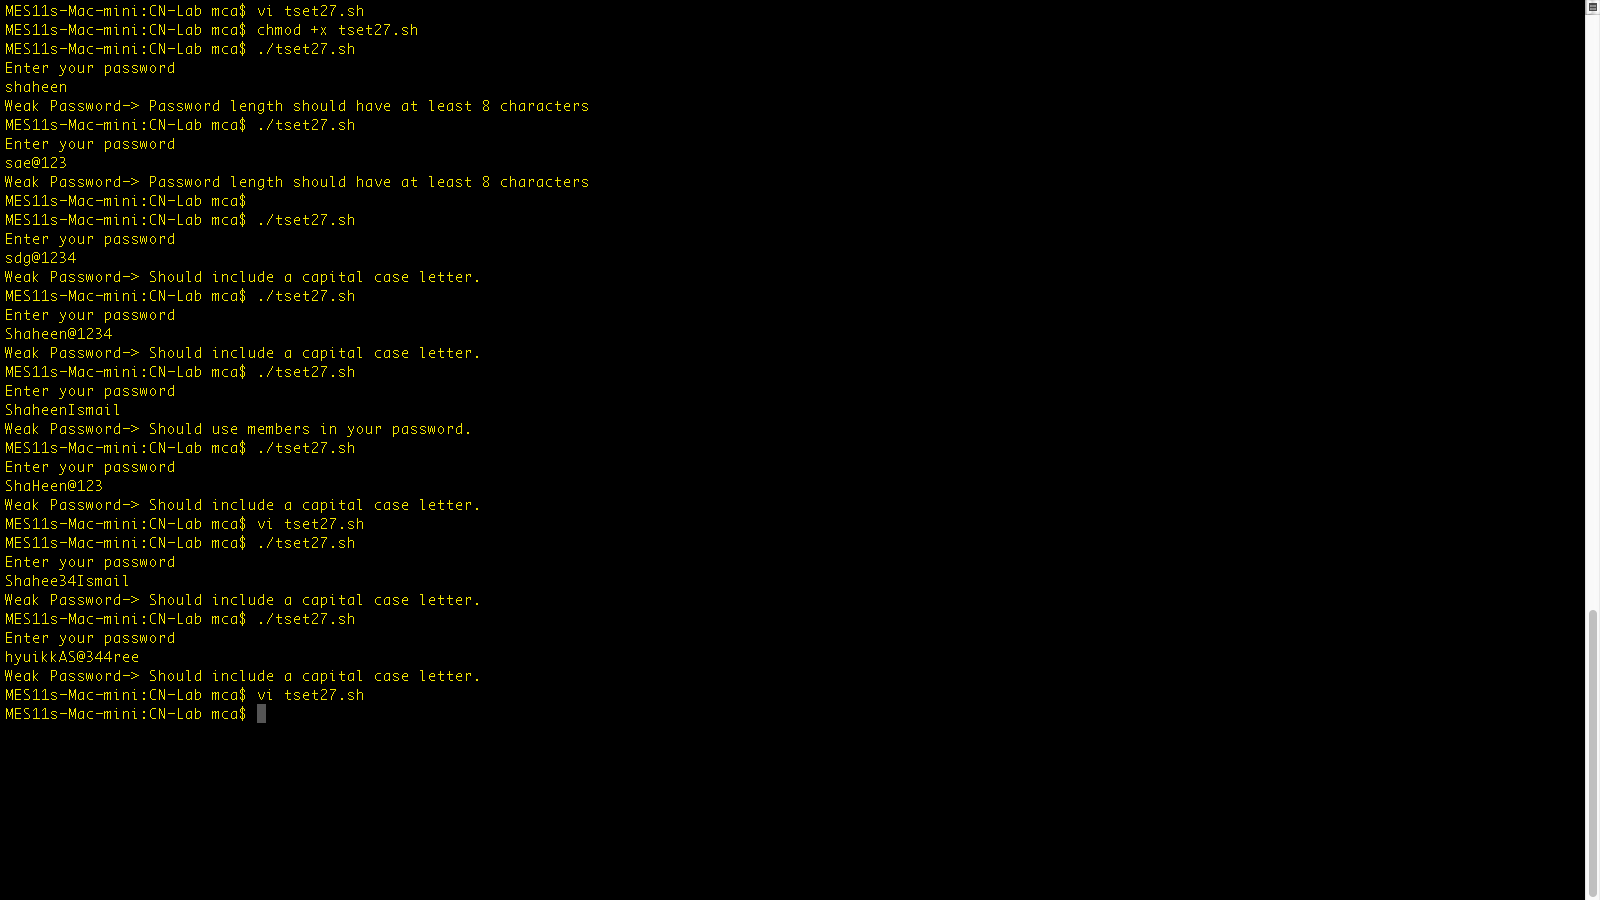 MES11s-Mac-mini:CN-Lab mca$ vi tset27.sh
MES11s-Mac-mini:CN-Lab mca$ chmod +x tset27.sh
MES11s-Mac-mini:CN-Lab mca$ ./tset27.sh
Enter your password
shaheen
Weak Password-> Password length should have at least 8 characters
MES11s-Mac-mini:CN-Lab mca$ ./tset27.sh
Enter your password
sae@123
Weak Password-> Password length should have at least 8 characters
MES11s-Mac-mini:CN-Lab mca$
MES11s-Mac-mini:CN-Lab mca$ ./tset27.sh
Enter your password
sdg@1234
Weak Password-> Should include a capital case letter.
MES11s-Mac-mini:CN-Lab mca$ ./tset27.sh
Enter your password
Shaheen@1234
Weak Password-> Should include a capital case letter.
MES11s-Mac-mini:CN-Lab mca$ ./tset27.sh
Enter your password
ShaheenIsmail
Weak Password-> Should use members in your password.
MES11s-Mac-mini:CN-Lab mca$ ./tset27.sh
Enter your password
ShaHeen@123
Weak Password-> Should include a capital case letter.
MES11s-Mac-mini:CN-Lab mca$ vi tset27.sh
MES11s-Mac-mini:CN-Lab mca$ ./tset27.sh
Enter your password
Shahee34Ismail
Weak Password-> Should include a capital case letter.
MES11s-Mac-mini:CN-Lab mca$ ./tset27.sh
Enter your password
hyuikkAS@344ree
Weak Password-> Should include a capital case letter.
MES11s-Mac-mini:CN-Lab mca$ vi tset27.sh
MES11s-Mac-mini:CN-Lab mca$